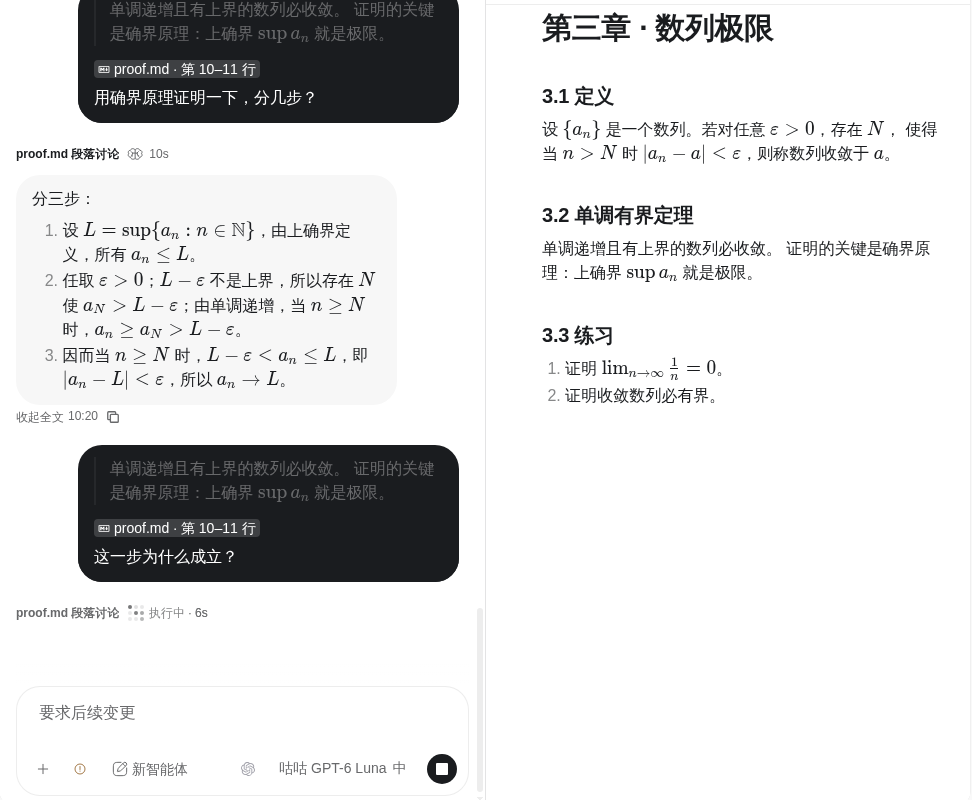 单调递增且有上界的数列必收敛。 证明的关键
是确界原理：上确界 sup aₙ 就是极限。
proof.md · 第 10–11 行
用确界原理证明一下，分几步？
proof.md 段落讨论 10s
分三步：
1. 设 L = sup{aₙ : n ∈ ℕ}，由上确界定
义，所有 aₙ ≤ L。
2. 任取 ε > 0；L − ε 不是上界，所以存在 N
使 a_N > L − ε；由单调递增，当 n ≥ N
时，aₙ ≥ a_N > L − ε。
3. 因而当 n ≥ N 时，L − ε < aₙ ≤ L，即
|aₙ − L| < ε，所以 aₙ → L。
收起全文 10:20
单调递增且有上界的数列必收敛。 证明的关键
是确界原理：上确界 sup aₙ 就是极限。
proof.md · 第 10–11 行
这一步为什么成立？
proof.md 段落讨论 执行中 · 6s
要求后续变更
新智能体 咕咕 GPT-6 Luna 中
第三章 · 数列极限
3.1 定义
设 {aₙ} 是一个数列。若对任意 ε > 0，存在 N， 使得
当 n > N 时 |aₙ − a| < ε，则称数列收敛于 a。
3.2 单调有界定理
单调递增且有上界的数列必收敛。 证明的关键是确界原
理：上确界 sup aₙ 就是极限。
3.3 练习
1. 证明 lim_{n→∞} 1/n = 0。
2. 证明收敛数列必有界。